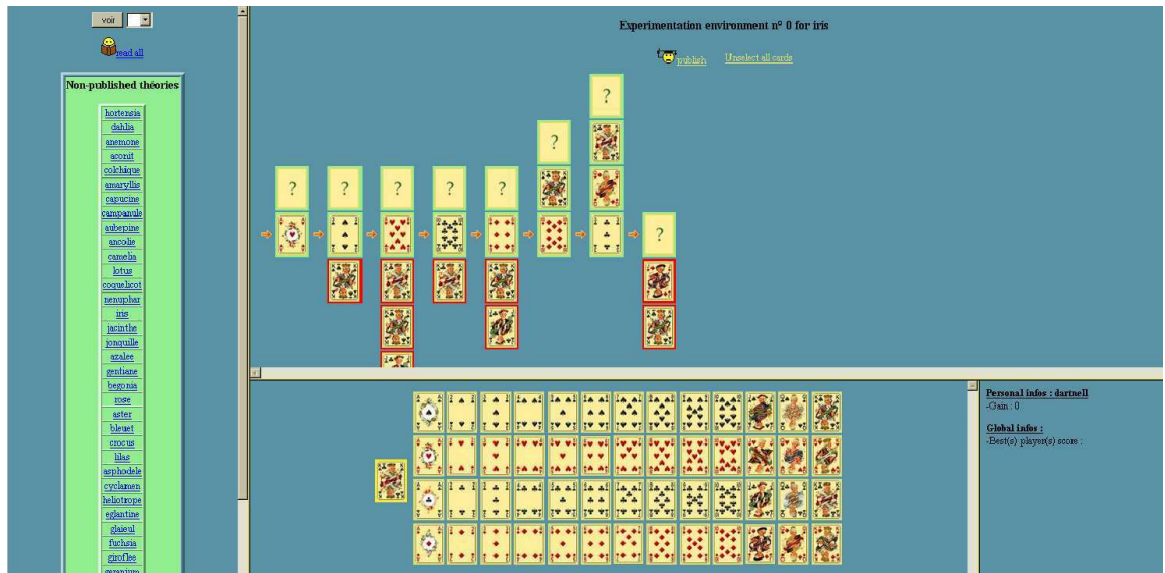 voir
read all
Non-published théories
hortensia
dahlia
anemone
aconit
colchique
amaryllis
capucine
campanule
aubepine
ancolie
camelia
lotus
coquelicot
nenuphar
iris
jacinthe
jonquille
azalee
gentiane
begonia
rose
aster
bleuet
crocus
lilas
asphodele
cyclamen
heliotrope
eglantine
glaieul
fuchsia
giroflee
geranium
Experimentation environment n° 0 for iris
publish Unselect all cards
?
?
? ? ? ? ?
?
Personal infos : dartnell
-Gain : 0
Global infos :
-Best(s) player(s) score :